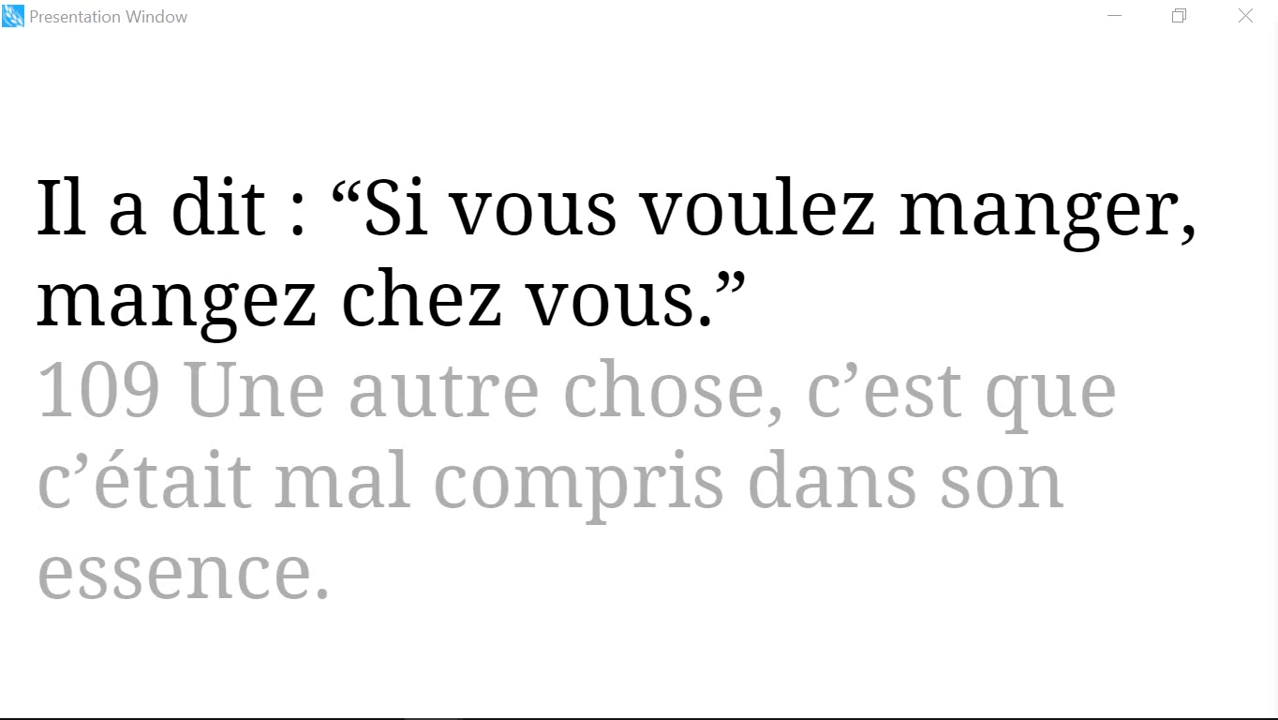 Presentation Window
Il a dit : “Si vous voulez manger,
mangez chez vous.”
109 Une autre chose, c’est que
c’était mal compris dans son
essence.